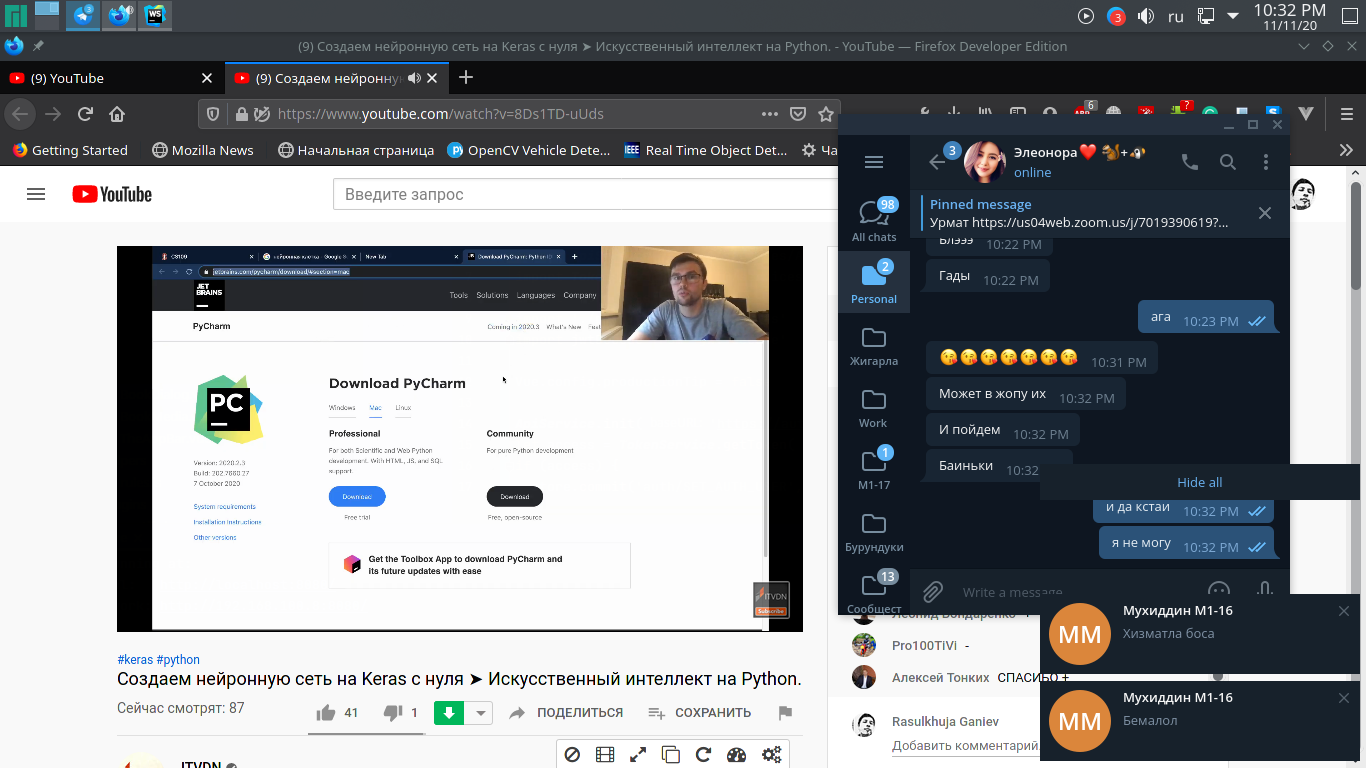 3
WS
3
ru
10:32 PM
11/11/20
(9) Создаем нейронную сеть на Keras с нуля ➤ Искусственный интеллект на Python. - YouTube — Firefox Developer Edition
(9) YouTube
(9) Создаем нейронну
https://www.youtube.com/watch?v=8Ds1TD-uUds
6
?
Getting Started
Mozilla News
Начальная страница
OpenCV Vehicle Dete...
IEEE
Real Time Object Det...
YouTube
Введите запрос
CS109
New Tab
Download PyCharm: Python I
jetbrains.com/pycharm/download/#section=mac
JET
BRAINS
Tools
Solutions
Languages
Company
PyCharm
Coming in 2020.3
What's New
PC
Version: 2020.2.3
Build: 202.7660.27
7 October 2020
System requirements
Installation Instructions
Other versions
Download PyCharm
Windows
Mac
Linux
Professional
For both Scientific and Web Python
development. With HTML, JS, and SQL
support.
Download
Free trial
Community
For pure Python development
Download
Free, open-source
Get the Toolbox App to download PyCharm and
its future updates with ease
ITVDN
Subscribe
#keras #python
Создаем нейронную сеть на Keras с нуля ➤ Искусственный интеллект на Python.
Сейчас смотрят: 87
41
1
ПОДЕЛИТЬСЯ
СОХРАНИТЬ
ITVDN
98
All chats
2
Personal
Жигарла
Work
1
M1-17
Бурундуки
13
Сообщест
3
Элеонора❤️ 🐿+🐶
online
Pinned message
Урмат https://us04web.zoom.us/j/7019390619?...
Блэээ 10:22 PM
Гады 10:22 PM
ага 10:23 PM
😘😘😘😘😘😘😘 10:31 PM
Может в жопу их 10:32 PM
И пойдем 10:32 PM
Баиньки 10:32
Hide all
и да кстаи 10:32 PM
я не могу 10:32 PM
Write a message
MM
Мухиддин М1-16
Хизматла боса
MM
Мухиддин М1-16
Бемалол
Леонид Бондаренко
Pro100TiVi -
Алексей Тонких СПАСИБО +
Rasulkhuja Ganiev
Добавить комментарий.